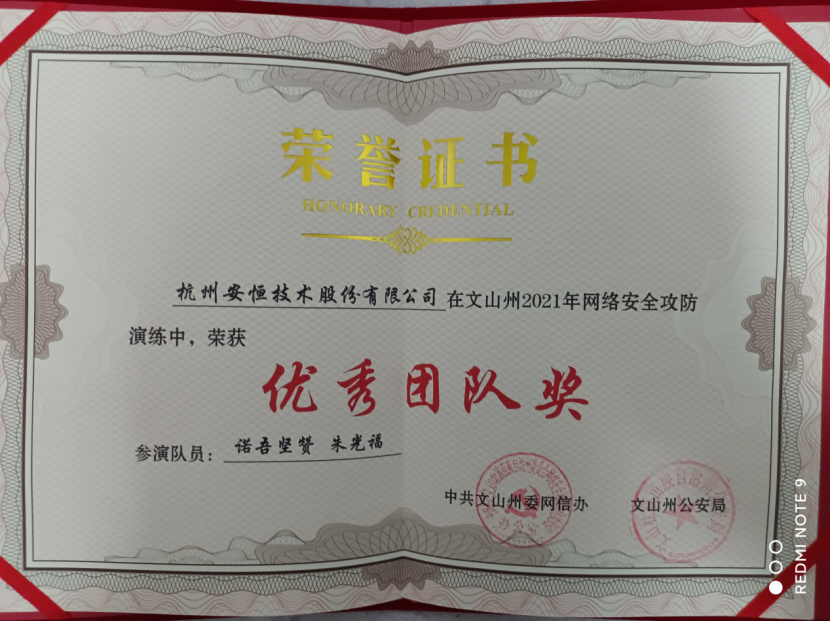 荣誉证书
HONORARY CREDENTIAL
杭州安恒技术股份有限公司在文山州2021年网络安全攻防
演练中，荣获
优秀团队奖
参演队员：诺吾坚赞 朱光福
中共文山州委网信办 文山州公安局
REDMI NOTE 9